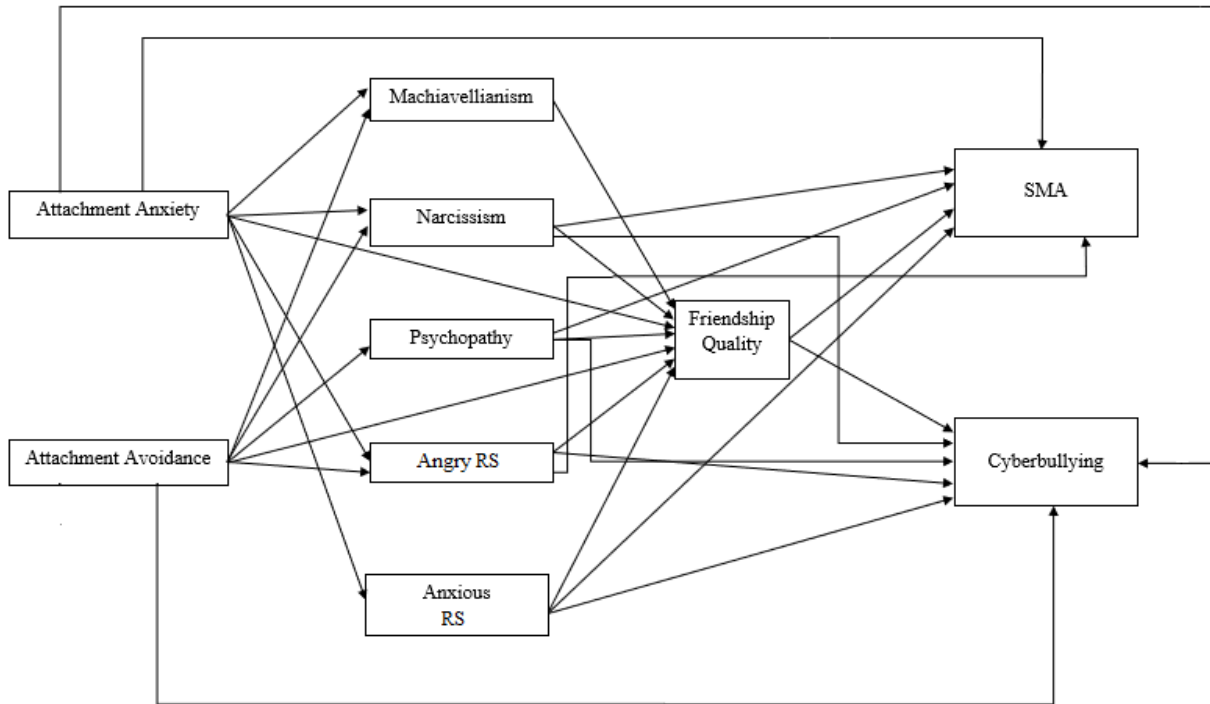 Machiavellianism
Attachment Anxiety
Narcissism
SMA
Psychopathy
Friendship
Quality
Attachment Avoidance
Angry RS
Cyberbullying
Anxious
RS